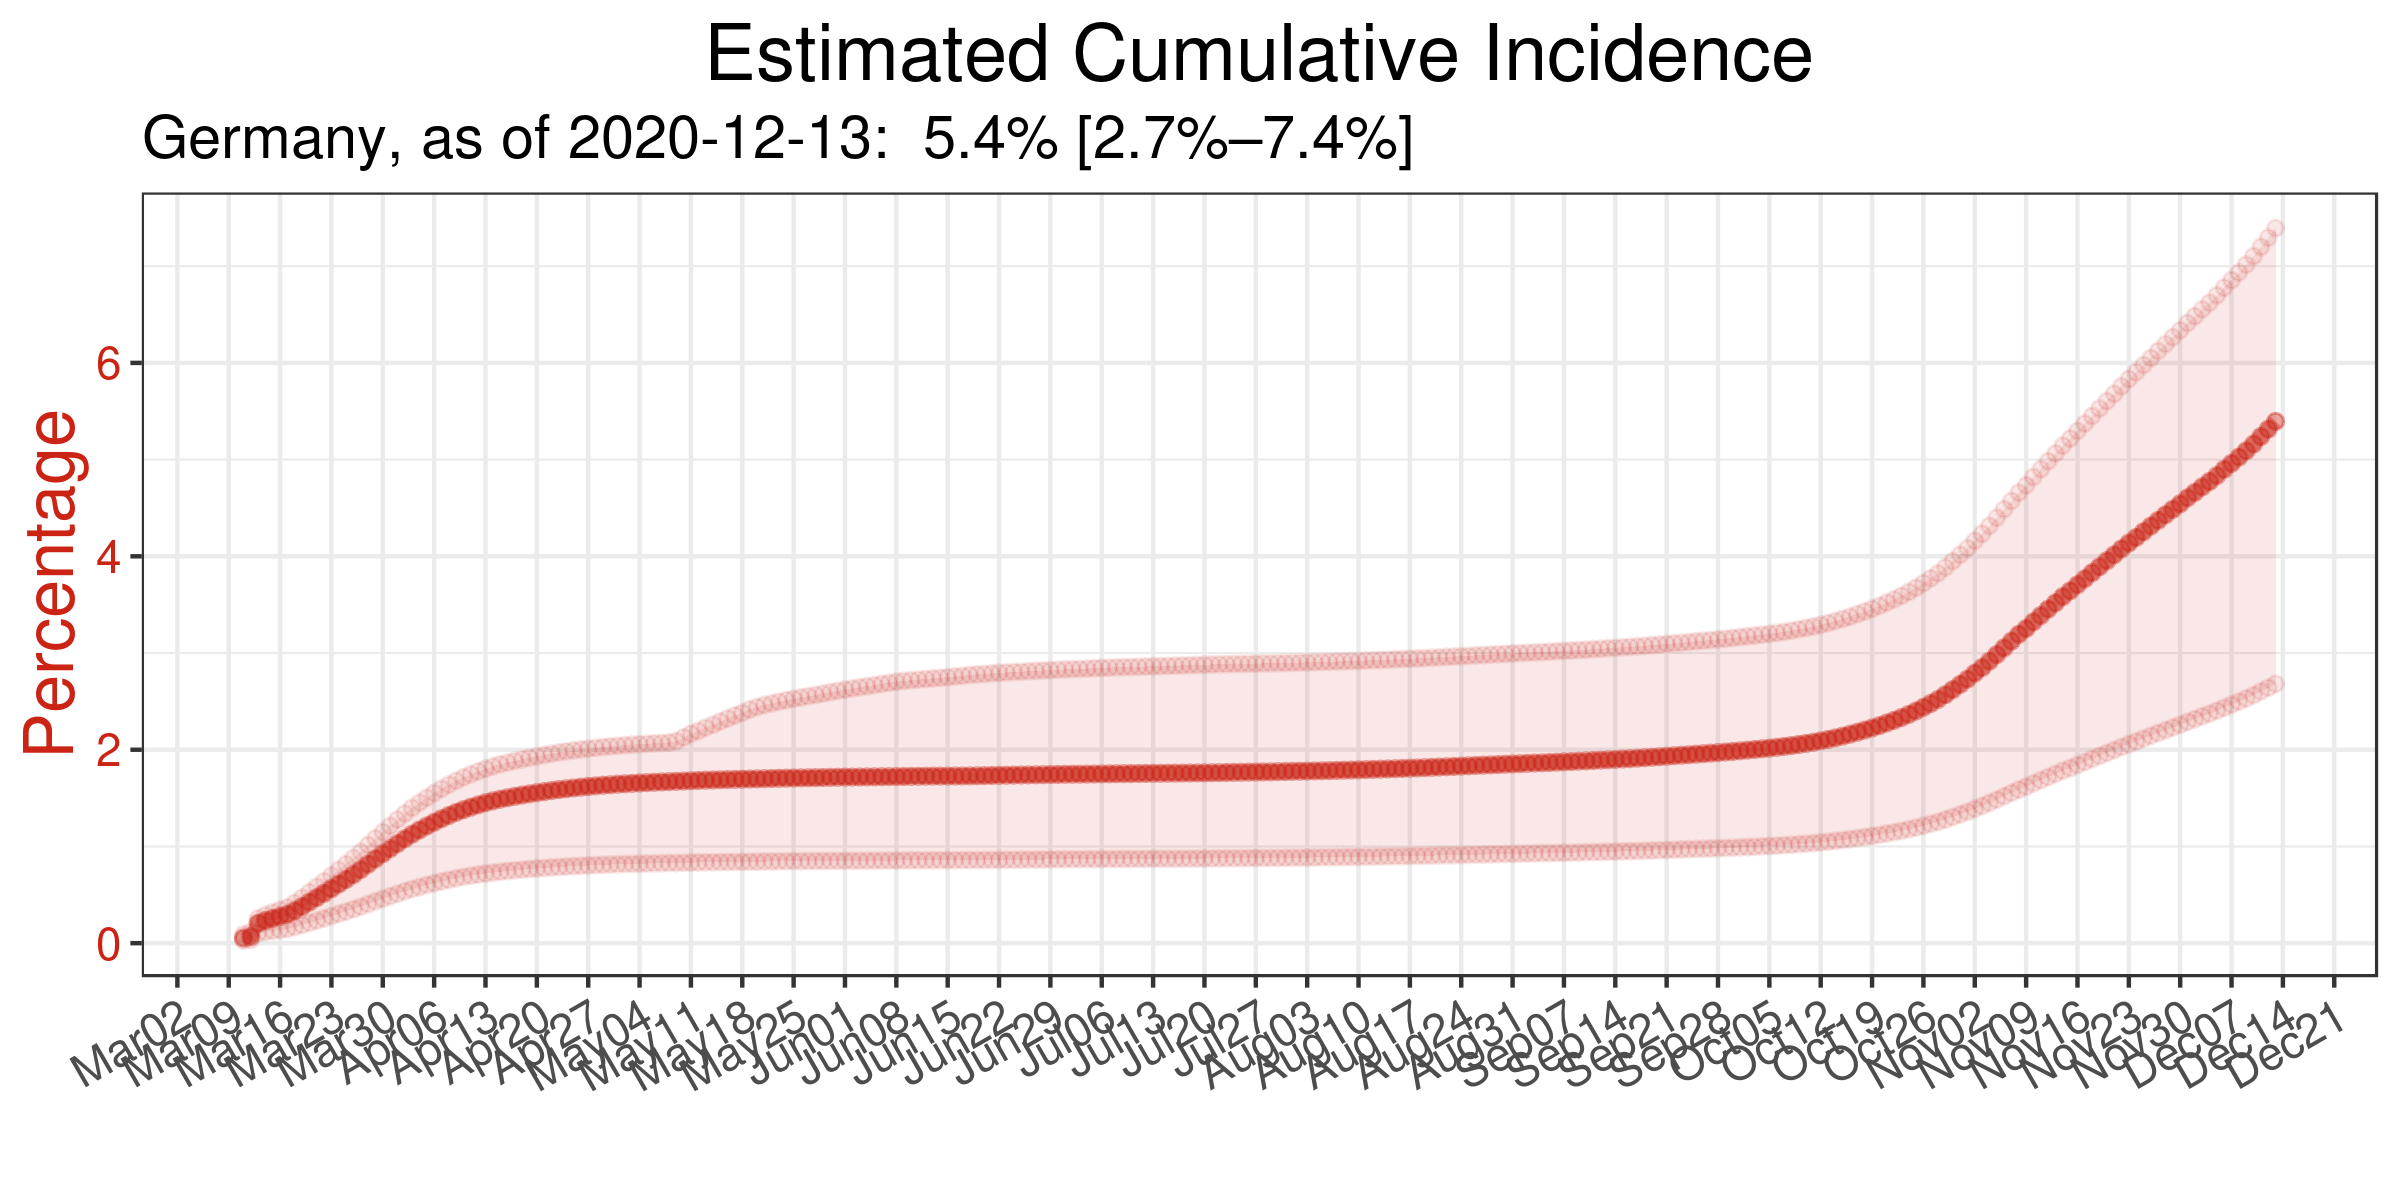 Estimated Cumulative Incidence
Germany, as of 2020-12-13:  5.4% [2.7%–7.4%]
Percentage
6
4
2
0
Mar02
Mar09
Mar16
Mar23
Mar30
Apr06
Apr13
Apr20
Apr27
May04
May11
May18
May25
Jun01
Jun08
Jun15
Jun22
Jun29
Jul06
Jul13
Jul20
Jul27
Aug03
Aug10
Aug17
Aug24
Aug31
Sep07
Sep14
Sep21
Sep28
Oct05
Oct12
Oct19
Oct26
Nov02
Nov09
Nov16
Nov23
Nov30
Dec07
Dec14
Dec21